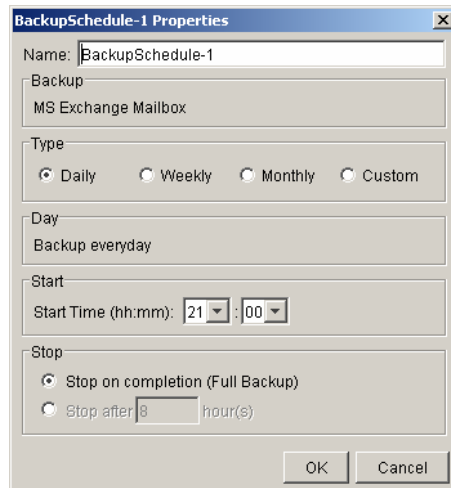 BackupSchedule-1 Properties
Name: BackupSchedule-1
Backup
MS Exchange Mailbox
Type
Daily Weekly Monthly Custom
Day
Backup everyday
Start
Start Time (hh:mm): 21 : 00
Stop
Stop on completion (Full Backup)
Stop after 8 hour(s)
OK Cancel